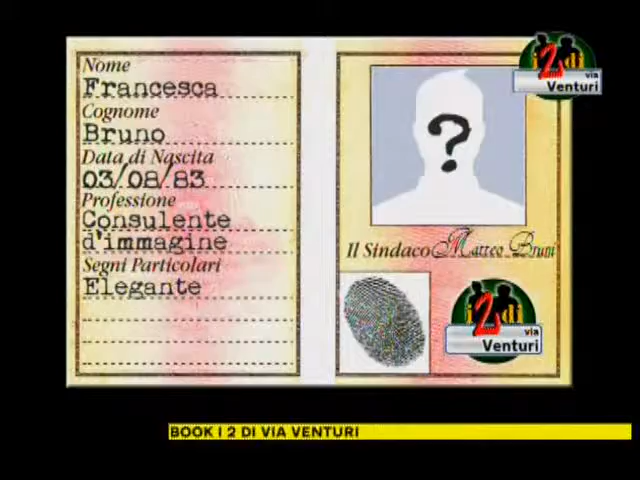 Nome
Francesca
Cognome
Bruno
Data di Nascita
03/08/83
Professione
Consulente
d'immagine
Segni Particolari
Elegante
i 2 di
via
Venturi
?
Il Sindaco Matteo Bruni
i 2 di
via
Venturi
BOOK I 2 DI VIA VENTURI